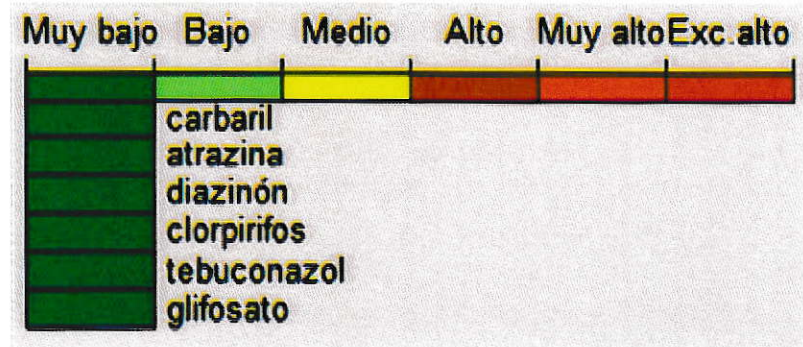 Muy bajo Bajo Medio Alto Muy alto Exc.alto
carbaril
atrazina
diazinón
clorpirifos
tebuconazol
glifosato